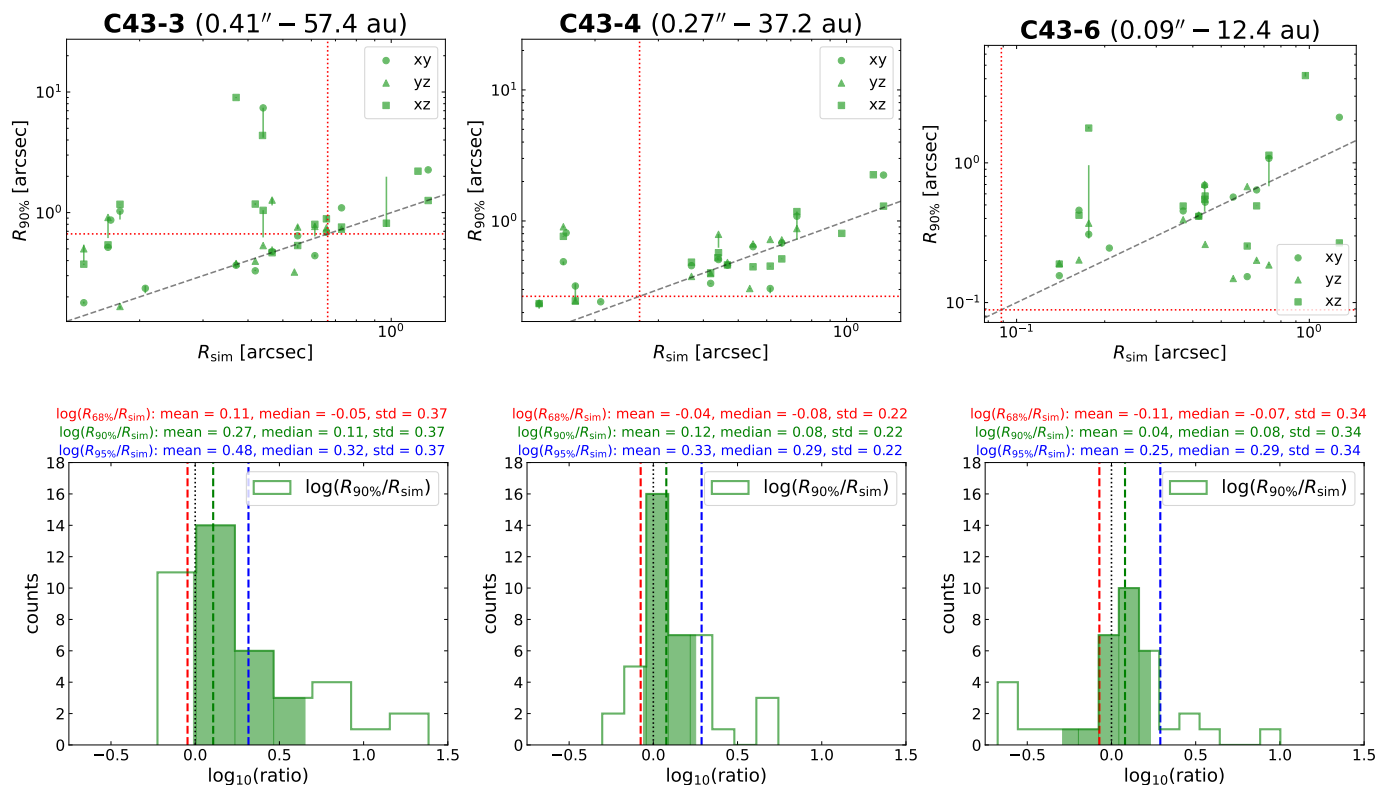 C43-3 (0.41″ − 57.4 au)
C43-4 (0.27″ − 37.2 au)
C43-6 (0.09″ − 12.4 au)
xy
yz
xz
10¹
10⁰
R90% [arcsec]
10⁰
Rsim [arcsec]
xy
yz
xz
10¹
10⁰
R90% [arcsec]
10⁰
Rsim [arcsec]
xy
yz
xz
10⁰
10⁻¹
R90% [arcsec]
10⁻¹
10⁰
Rsim [arcsec]
log(R68%/Rsim): mean = 0.11, median = -0.05, std = 0.37
log(R90%/Rsim): mean = 0.27, median = 0.11, std = 0.37
log(R95%/Rsim): mean = 0.48, median = 0.32, std = 0.37
log(R90%/Rsim)
18
16
14
12
10
8
6
4
2
0
counts
−0.5 0.0 0.5 1.0 1.5
log10(ratio)
log(R68%/Rsim): mean = -0.04, median = -0.08, std = 0.22
log(R90%/Rsim): mean = 0.12, median = 0.08, std = 0.22
log(R95%/Rsim): mean = 0.33, median = 0.29, std = 0.22
log(R90%/Rsim)
18
16
14
12
10
8
6
4
2
0
counts
−0.5 0.0 0.5 1.0 1.5
log10(ratio)
log(R68%/Rsim): mean = -0.11, median = -0.07, std = 0.34
log(R90%/Rsim): mean = 0.04, median = 0.08, std = 0.34
log(R95%/Rsim): mean = 0.25, median = 0.29, std = 0.34
log(R90%/Rsim)
18
16
14
12
10
8
6
4
2
0
counts
−0.5 0.0 0.5 1.0 1.5
log10(ratio)